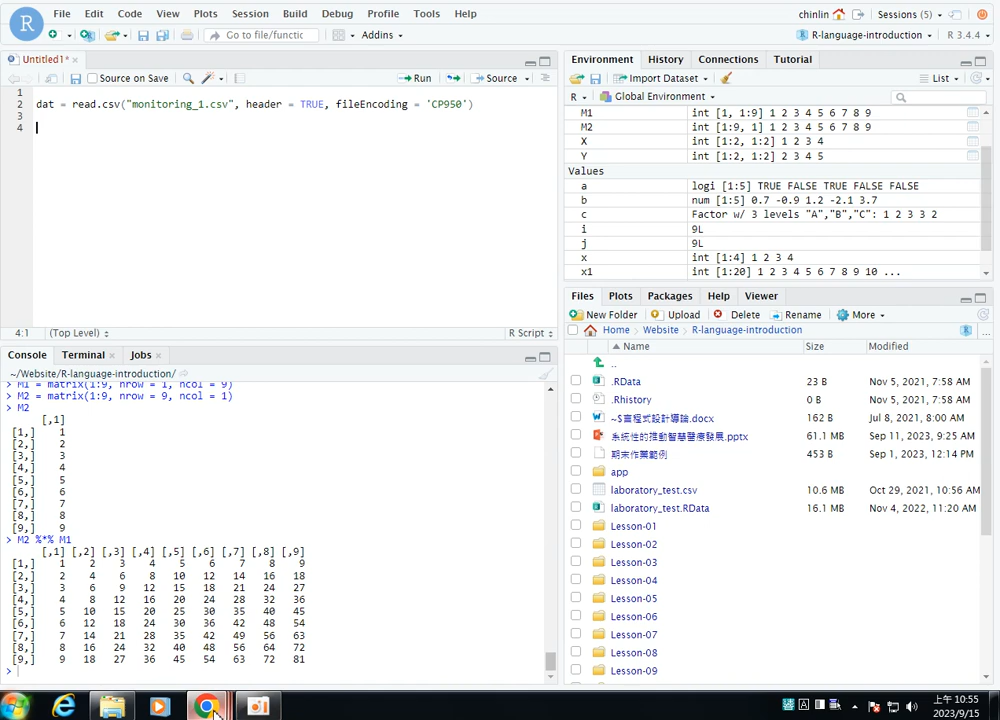 File Edit Code View Plots Session Build Debug Profile Tools Help
chinlin
Sessions (5)
R
Go to file/functic
Addins
R-language-introduction
R 3.4.4
Untitled1*
Source on Save
Run
Source
1
2 dat = read.csv("monitoring_1.csv", header = TRUE, fileEncoding = 'CP950')
3
4
4:1 (Top Level) R Script
Console Terminal Jobs
~/Website/R-language-introduction/
> M1 = matrix(1:9, nrow = 1, ncol = 9)
> M2 = matrix(1:9, nrow = 9, ncol = 1)
> M2
[,1]
[1,] 1
[2,] 2
[3,] 3
[4,] 4
[5,] 5
[6,] 6
[7,] 7
[8,] 8
[9,] 9
> M2 %*% M1
[,1] [,2] [,3] [,4] [,5] [,6] [,7] [,8] [,9]
[1,] 1 2 3 4 5 6 7 8 9
[2,] 2 4 6 8 10 12 14 16 18
[3,] 3 6 9 12 15 18 21 24 27
[4,] 4 8 12 16 20 24 28 32 36
[5,] 5 10 15 20 25 30 35 40 45
[6,] 6 12 18 24 30 36 42 48 54
[7,] 7 14 21 28 35 42 49 56 63
[8,] 8 16 24 32 40 48 56 64 72
[9,] 9 18 27 36 45 54 63 72 81
>
Environment History Connections Tutorial
Import Dataset
List
R Global Environment
M1 int [1, 1:9] 1 2 3 4 5 6 7 8 9
M2 int [1:9, 1] 1 2 3 4 5 6 7 8 9
X int [1:2, 1:2] 1 2 3 4
Y int [1:2, 1:2] 2 3 4 5
Values
a logi [1:5] TRUE FALSE TRUE FALSE FALSE
b num [1:5] 0.7 -0.9 1.2 -2.1 3.7
c Factor w/ 3 levels "A","B","C": 1 2 3 3 2
i 9L
j 9L
x int [1:4] 1 2 3 4
x1 int [1:20] 1 2 3 4 5 6 7 8 9 10 ...
Files Plots Packages Help Viewer
New Folder Upload Delete Rename More
Home Website R-language-introduction ...
Name Size Modified
..
.RData 23 B Nov 5, 2021, 7:58 AM
.Rhistory 0 B Nov 5, 2021, 7:58 AM
~$言程式設計導論.docx 162 B Jul 8, 2021, 8:00 AM
系統性的推動智慧醫療發展.pptx 61.1 MB Sep 11, 2023, 9:25 AM
期末作業範例 453 B Sep 1, 2023, 12:14 PM
app
laboratory_test.csv 10.6 MB Oct 29, 2021, 10:56 AM
laboratory_test.RData 16.1 MB Nov 4, 2022, 11:20 AM
Lesson-01
Lesson-02
Lesson-03
Lesson-04
Lesson-05
Lesson-06
Lesson-07
Lesson-08
Lesson-09
上午 10:55
2023/9/15